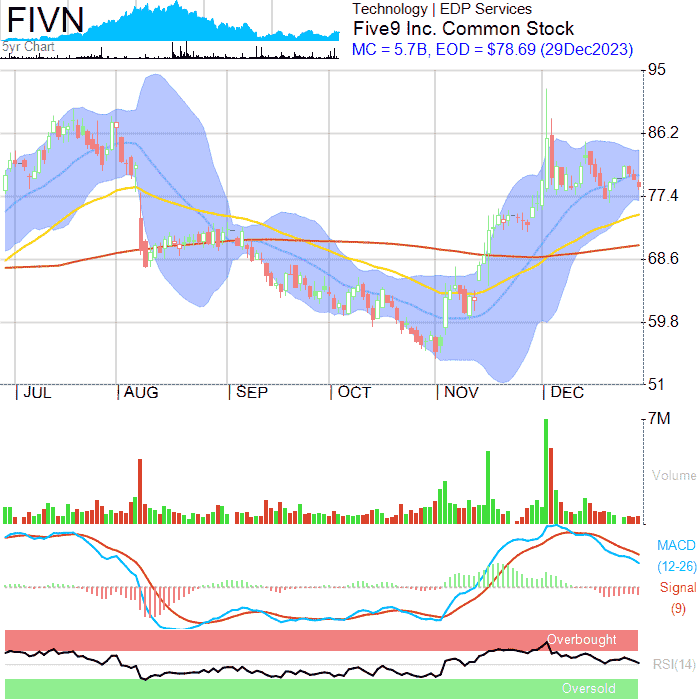 FIVN
5yr Chart
Technology | EDP Services
Five9 Inc. Common Stock
MC = 5.7B, EOD = $78.69 (29Dec2023)
95
86.2
77.4
68.6
59.8
51
JUL AUG SEP OCT NOV DEC
7M
Volume
MACD
(12-26)
Signal
(9)
Overbought
RSI(14)
Oversold